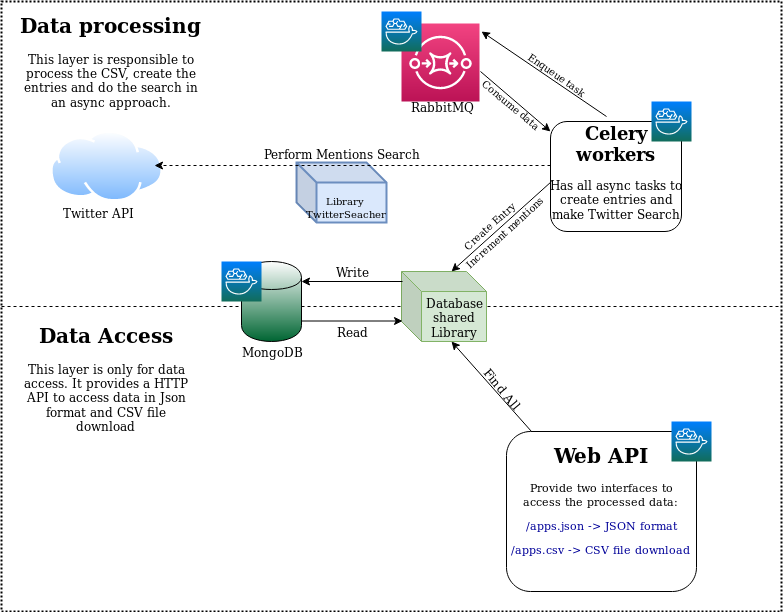 Data processing
This layer is responsible to
process the CSV, create the
entries and do the search in
an async approach.
RabbitMQ
Enqueue task
Consume data
Celery
workers
Has all async tasks to
create entries and
make Twitter Search
Perform Mentions Search
Library
TwitterSeacher
Twitter API
Create Entry
Increment mentions
Write
Read
MongoDB
Database
shared
Library
Data Access
This layer is only for data
access. It provides a HTTP
API to access data in Json
format and CSV file
download
Find All
Web API
Provide two interfaces to
access the processed data:
/apps.json -> JSON format
/apps.csv -> CSV file download